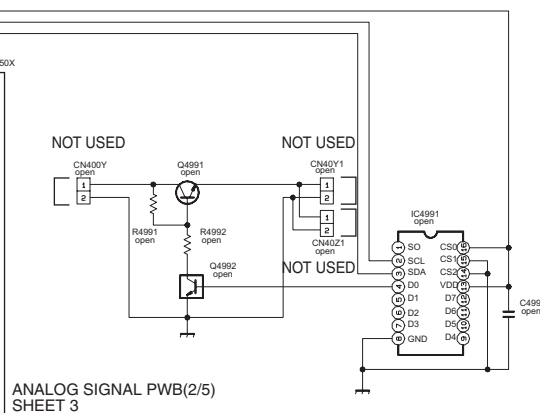 50X
NOT USED
NOT USED
CN400Y
open
Q4991
open
CN40Y1
open
1
2
1
2
1
2
CN40Z1
open
NOT USED
R4991
open
R4992
open
Q4992
open
IC4991
open
1 SO CS0 16
2 SCL CS1 15
3 SDA CS2 14
4 D0 VDD 13
5 D1 D7 12
6 D2 D6 11
7 D3 D5 10
8 GND D4 9
C499
open
ANALOG SIGNAL PWB(2/5)
SHEET 3